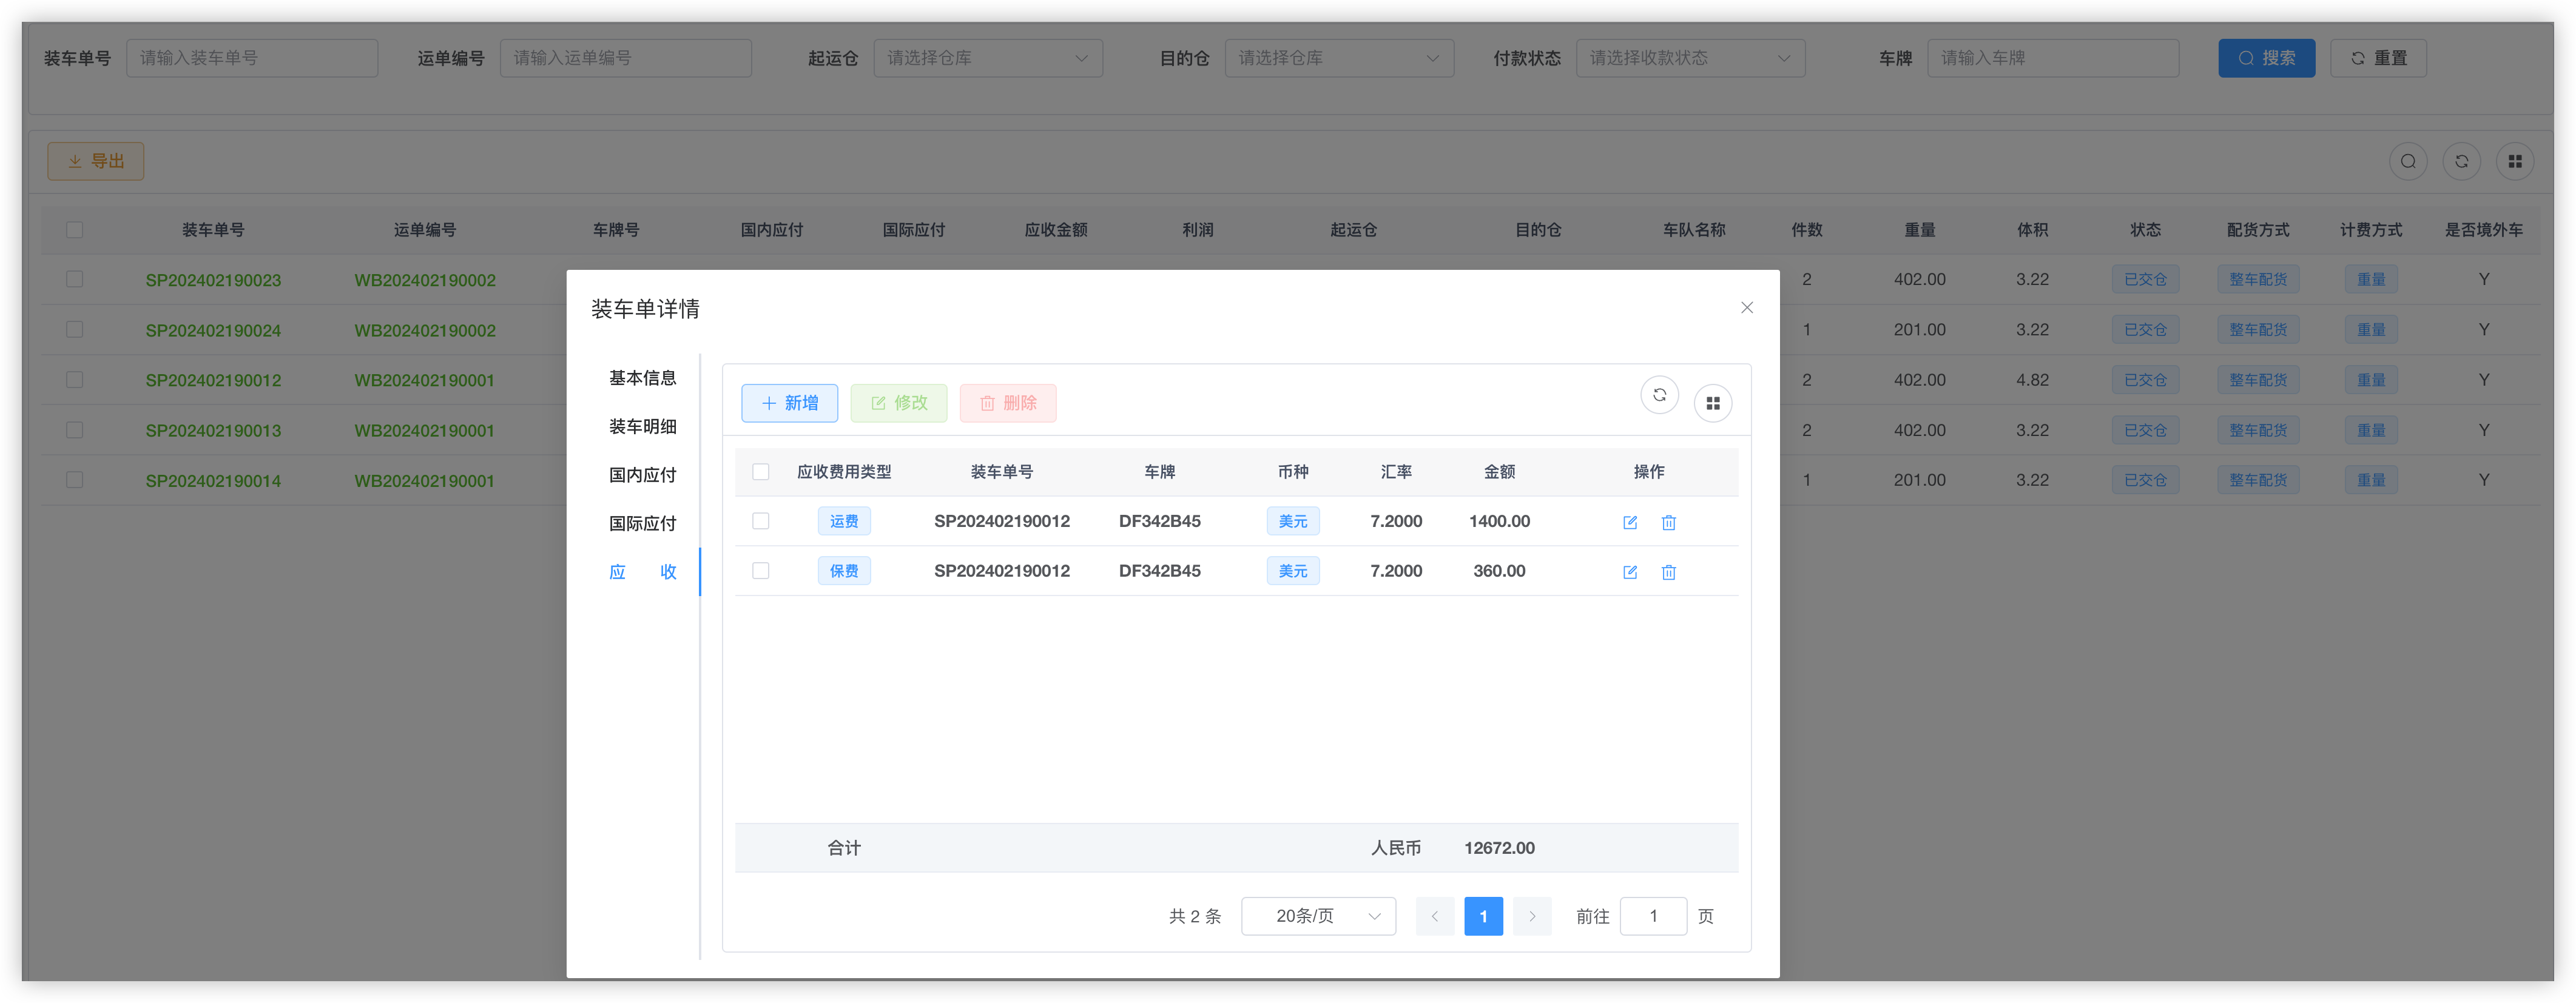 装车单号 请输入装车单号 运单编号 请输入运单编号 起运仓 请选择仓库 目的仓 请选择仓库 付款状态 请选择收款状态 车牌 请输入车牌 搜索 重置
导出
装车单号 运单编号 车牌号 国内应付 国际应付 应收金额 利润 起运仓 目的仓 车队名称 件数 重量 体积 状态 配货方式 计费方式 是否境外车
SP202402190023 WB202402190002 2 402.00 3.22 已交仓 整车配货 重量 Y
SP202402190024 WB202402190002 1 201.00 3.22 已交仓 整车配货 重量 Y
SP202402190012 WB202402190001 2 402.00 4.82 已交仓 整车配货 重量 Y
SP202402190013 WB202402190001 2 402.00 3.22 已交仓 整车配货 重量 Y
SP202402190014 WB202402190001 1 201.00 3.22 已交仓 整车配货 重量 Y
装车单详情
基本信息
装车明细
国内应付
国际应付
应 收
新增 修改 删除
应收费用类型 装车单号 车牌 币种 汇率 金额 操作
运费 SP202402190012 DF342B45 美元 7.2000 1400.00
保费 SP202402190012 DF342B45 美元 7.2000 360.00
合计 人民币 12672.00
共 2 条 20条/页 1 前往 1 页